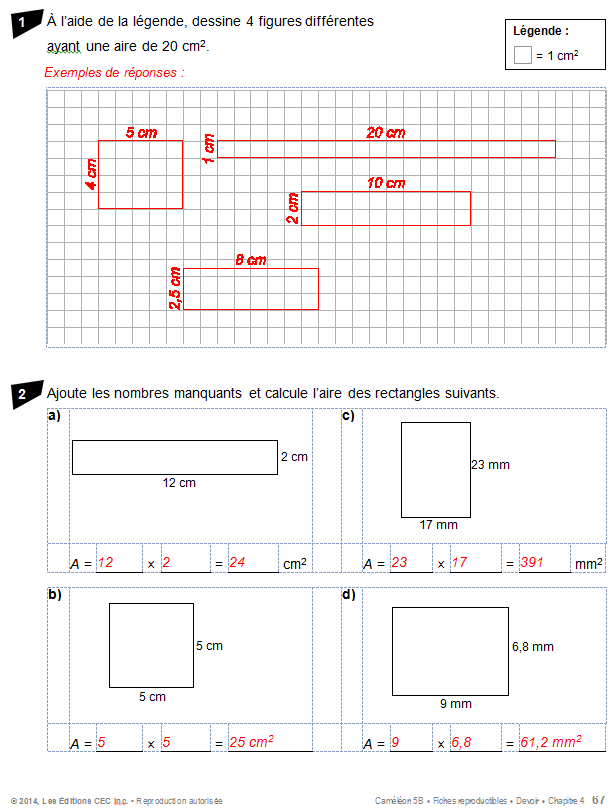 1 À l'aide de la légende, dessine 4 figures différentes
ayant une aire de 20 cm².
Légende :
= 1 cm²
Exemples de réponses :
5 cm
4 cm
20 cm
1 cm
10 cm
2 cm
8 cm
2,5 cm
2 Ajoute les nombres manquants et calcule l'aire des rectangles suivants.
a)
2 cm
12 cm
A = 12 × 2 = 24 cm²
c)
23 mm
17 mm
A = 23 × 17 = 391 mm²
b)
5 cm
5 cm
A = 5 × 5 = 25 cm²
d)
6,8 mm
9 mm
A = 9 × 6,8 = 61,2 mm²
© 2014, Les Éditions CEC inc. • Reproduction autorisée
Caméléon 5B • Fiches reproductibles • Devoir • Chapitre 4 67